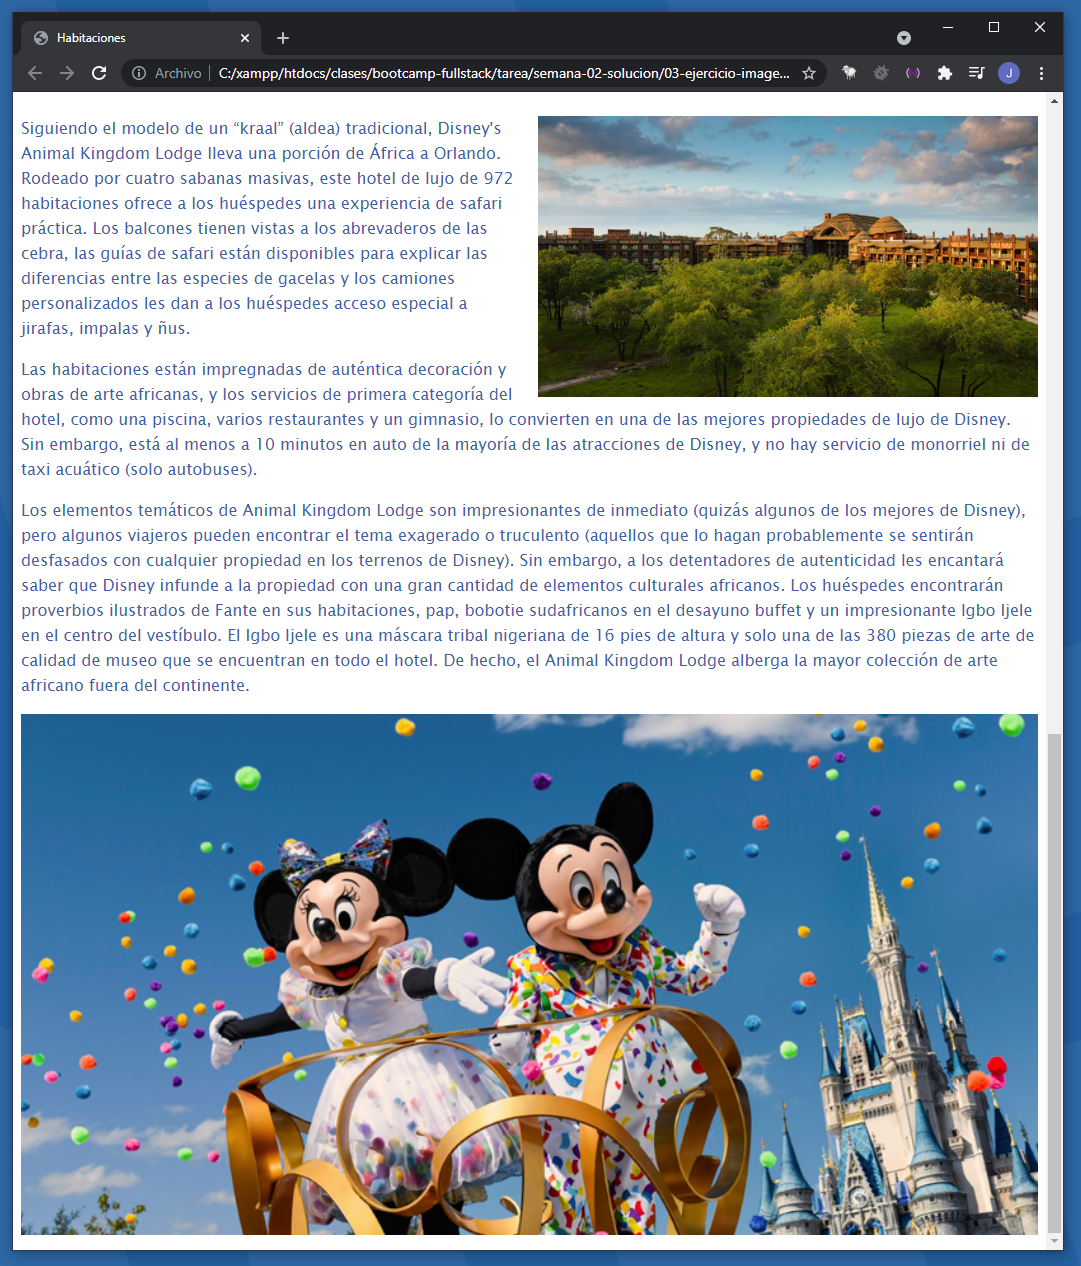 Habitaciones
Archivo
C:/xampp/htdocs/clases/bootcamp-fullstack/tarea/semana-02-solucion/03-ejercicio-image...
J
Siguiendo el modelo de un “kraal” (aldea) tradicional, Disney's
Animal Kingdom Lodge lleva una porción de África a Orlando.
Rodeado por cuatro sabanas masivas, este hotel de lujo de 972
habitaciones ofrece a los huéspedes una experiencia de safari
práctica. Los balcones tienen vistas a los abrevaderos de las
cebra, las guías de safari están disponibles para explicar las
diferencias entre las especies de gacelas y los camiones
personalizados les dan a los huéspedes acceso especial a
jirafas, impalas y ñus.
Las habitaciones están impregnadas de auténtica decoración y
obras de arte africanas, y los servicios de primera categoría del
hotel, como una piscina, varios restaurantes y un gimnasio, lo convierten en una de las mejores propiedades de lujo de Disney.
Sin embargo, está al menos a 10 minutos en auto de la mayoría de las atracciones de Disney, y no hay servicio de monorriel ni de
taxi acuático (solo autobuses).
Los elementos temáticos de Animal Kingdom Lodge son impresionantes de inmediato (quizás algunos de los mejores de Disney),
pero algunos viajeros pueden encontrar el tema exagerado o truculento (aquellos que lo hagan probablemente se sentirán
desfasados con cualquier propiedad en los terrenos de Disney). Sin embargo, a los detentadores de autenticidad les encantará
saber que Disney infunde a la propiedad con una gran cantidad de elementos culturales africanos. Los huéspedes encontrarán
proverbios ilustrados de Fante en sus habitaciones, pap, bobotie sudafricanos en el desayuno buffet y un impresionante Igbo Ijele
en el centro del vestíbulo. El Igbo Ijele es una máscara tribal nigeriana de 16 pies de altura y solo una de las 380 piezas de arte de
calidad de museo que se encuentran en todo el hotel. De hecho, el Animal Kingdom Lodge alberga la mayor colección de arte
africano fuera del continente.